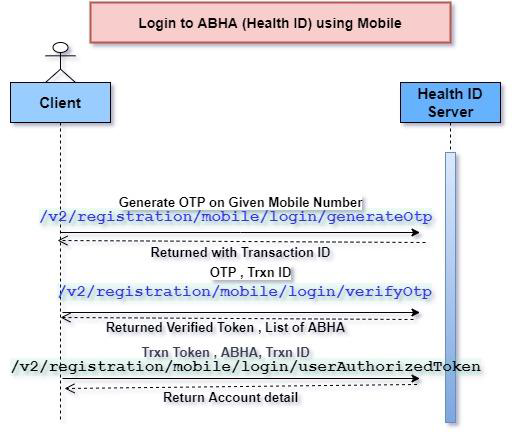 Login to ABHA (Health ID) using Mobile
Client
Health ID
Server
Generate OTP on Given Mobile Number
/v2/registration/mobile/login/generateOtp
Returned with Transaction ID
OTP , Trxn ID
/v2/registration/mobile/login/verifyOtp
Returned Verified Token , List of ABHA
Trxn Token , ABHA, Trxn ID
/v2/registration/mobile/login/userAuthorizedToken
Return Account detail